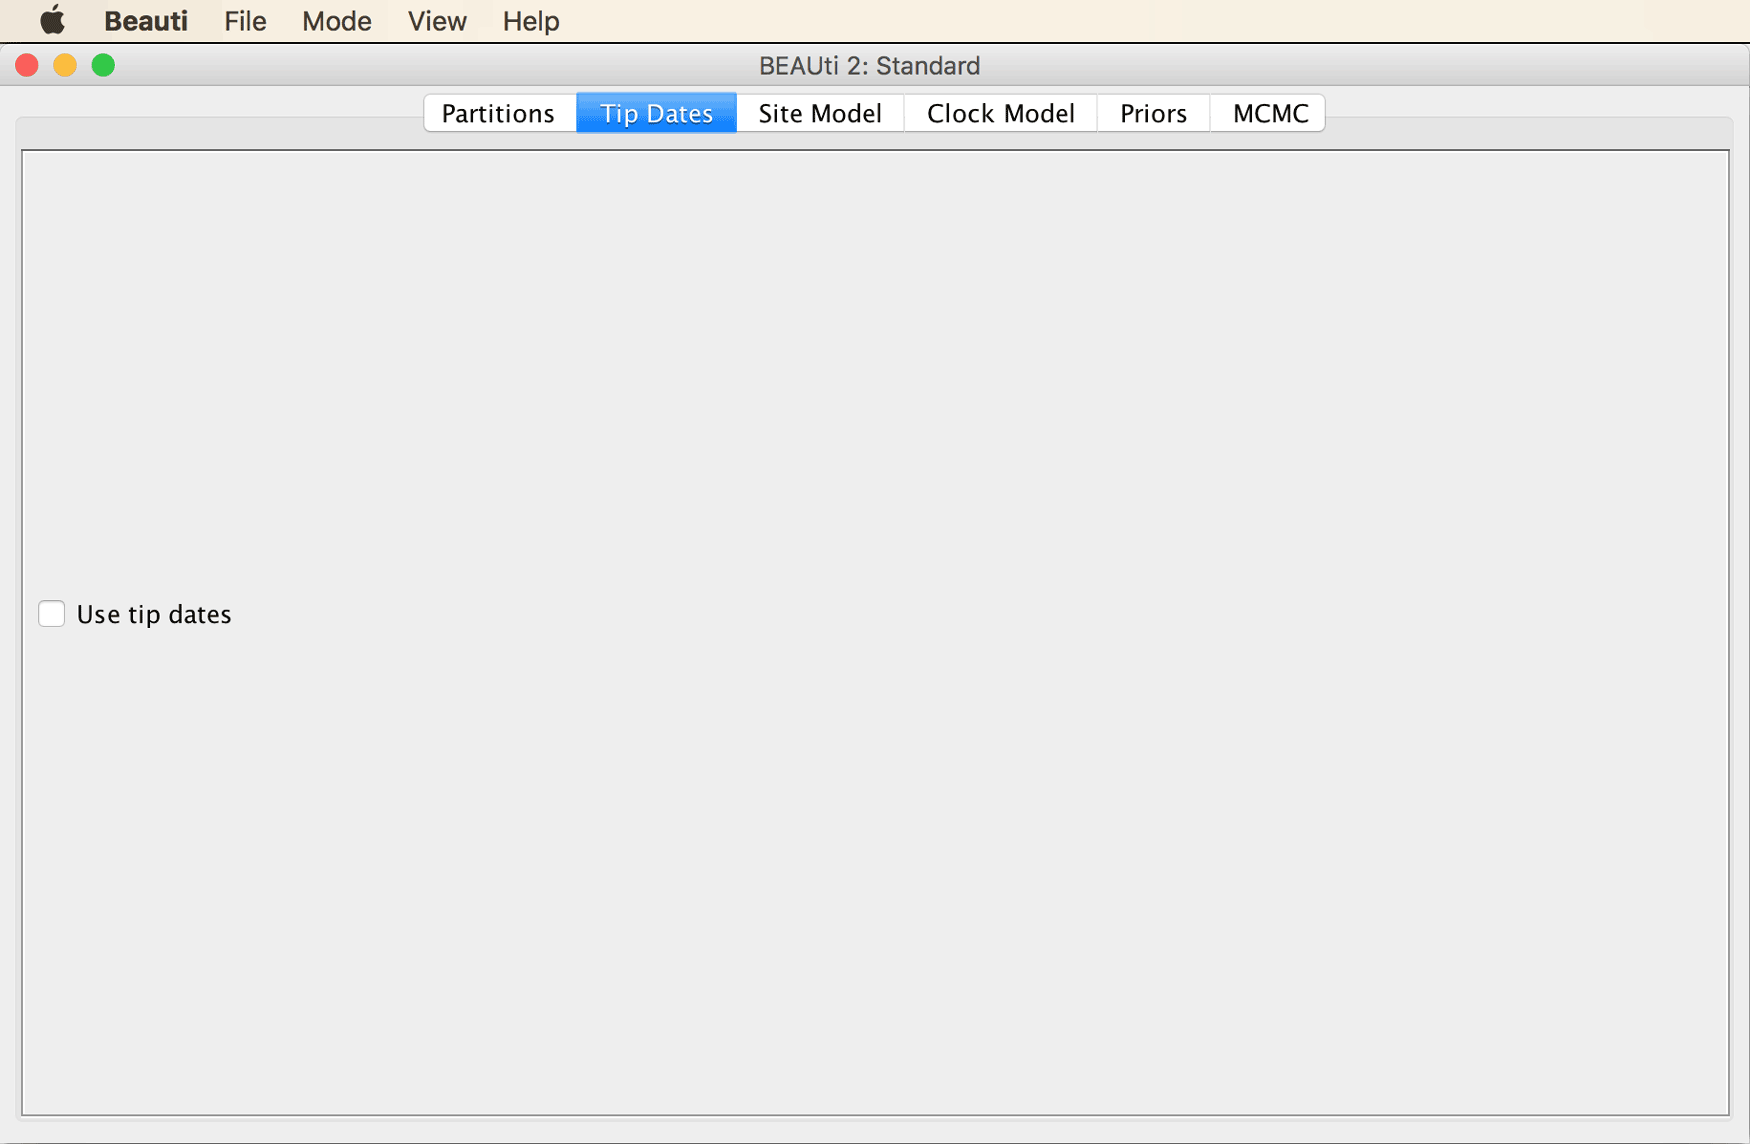 Beauti File Mode View Help
BEAUti 2: Standard
Partitions Tip Dates Site Model Clock Model Priors MCMC
Use tip dates